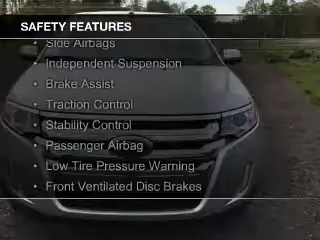 SAFETY FEATURES
• Side Airbags
• Independent Suspension
• Brake Assist
• Traction Control
• Stability Control
• Passenger Airbag
• Low Tire Pressure Warning
• Front Ventilated Disc Brakes